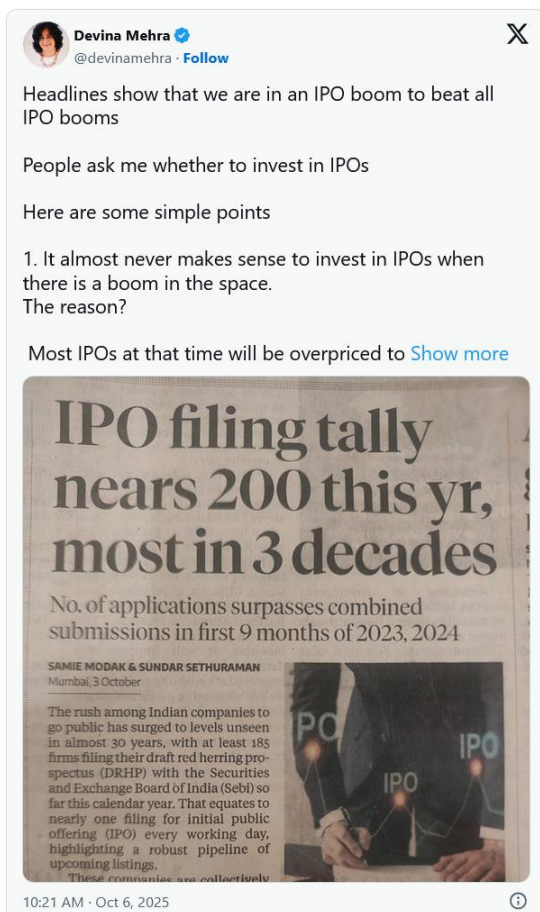 Devina Mehra
@devinamehra · Follow
Headlines show that we are in an IPO boom to beat all
IPO booms
People ask me whether to invest in IPOs
Here are some simple points
1. It almost never makes sense to invest in IPOs when
there is a boom in the space.
The reason?
Most IPOs at that time will be overpriced to Show more
IPO filing tally
nears 200 this yr,
most in 3 decades
No. of applications surpasses combined
submissions in first 9 months of 2023, 2024
SAMIE MODAK & SUNDAR SETHURAMAN
Mumbai, 3 October
The rush among Indian companies to
go public has surged to levels unseen
in almost 30 years, with at least 185
firms filing their draft red herring pro-
spectus (DRHP) with the Securities
and Exchange Board of India (Sebi) so
far this calendar year. That equates to
nearly one filing for initial public
offering (IPO) every working day,
highlighting a robust pipeline of
upcoming listings.
These companies are collectively
IPO
IPO
IPO
10:21 AM · Oct 6, 2025